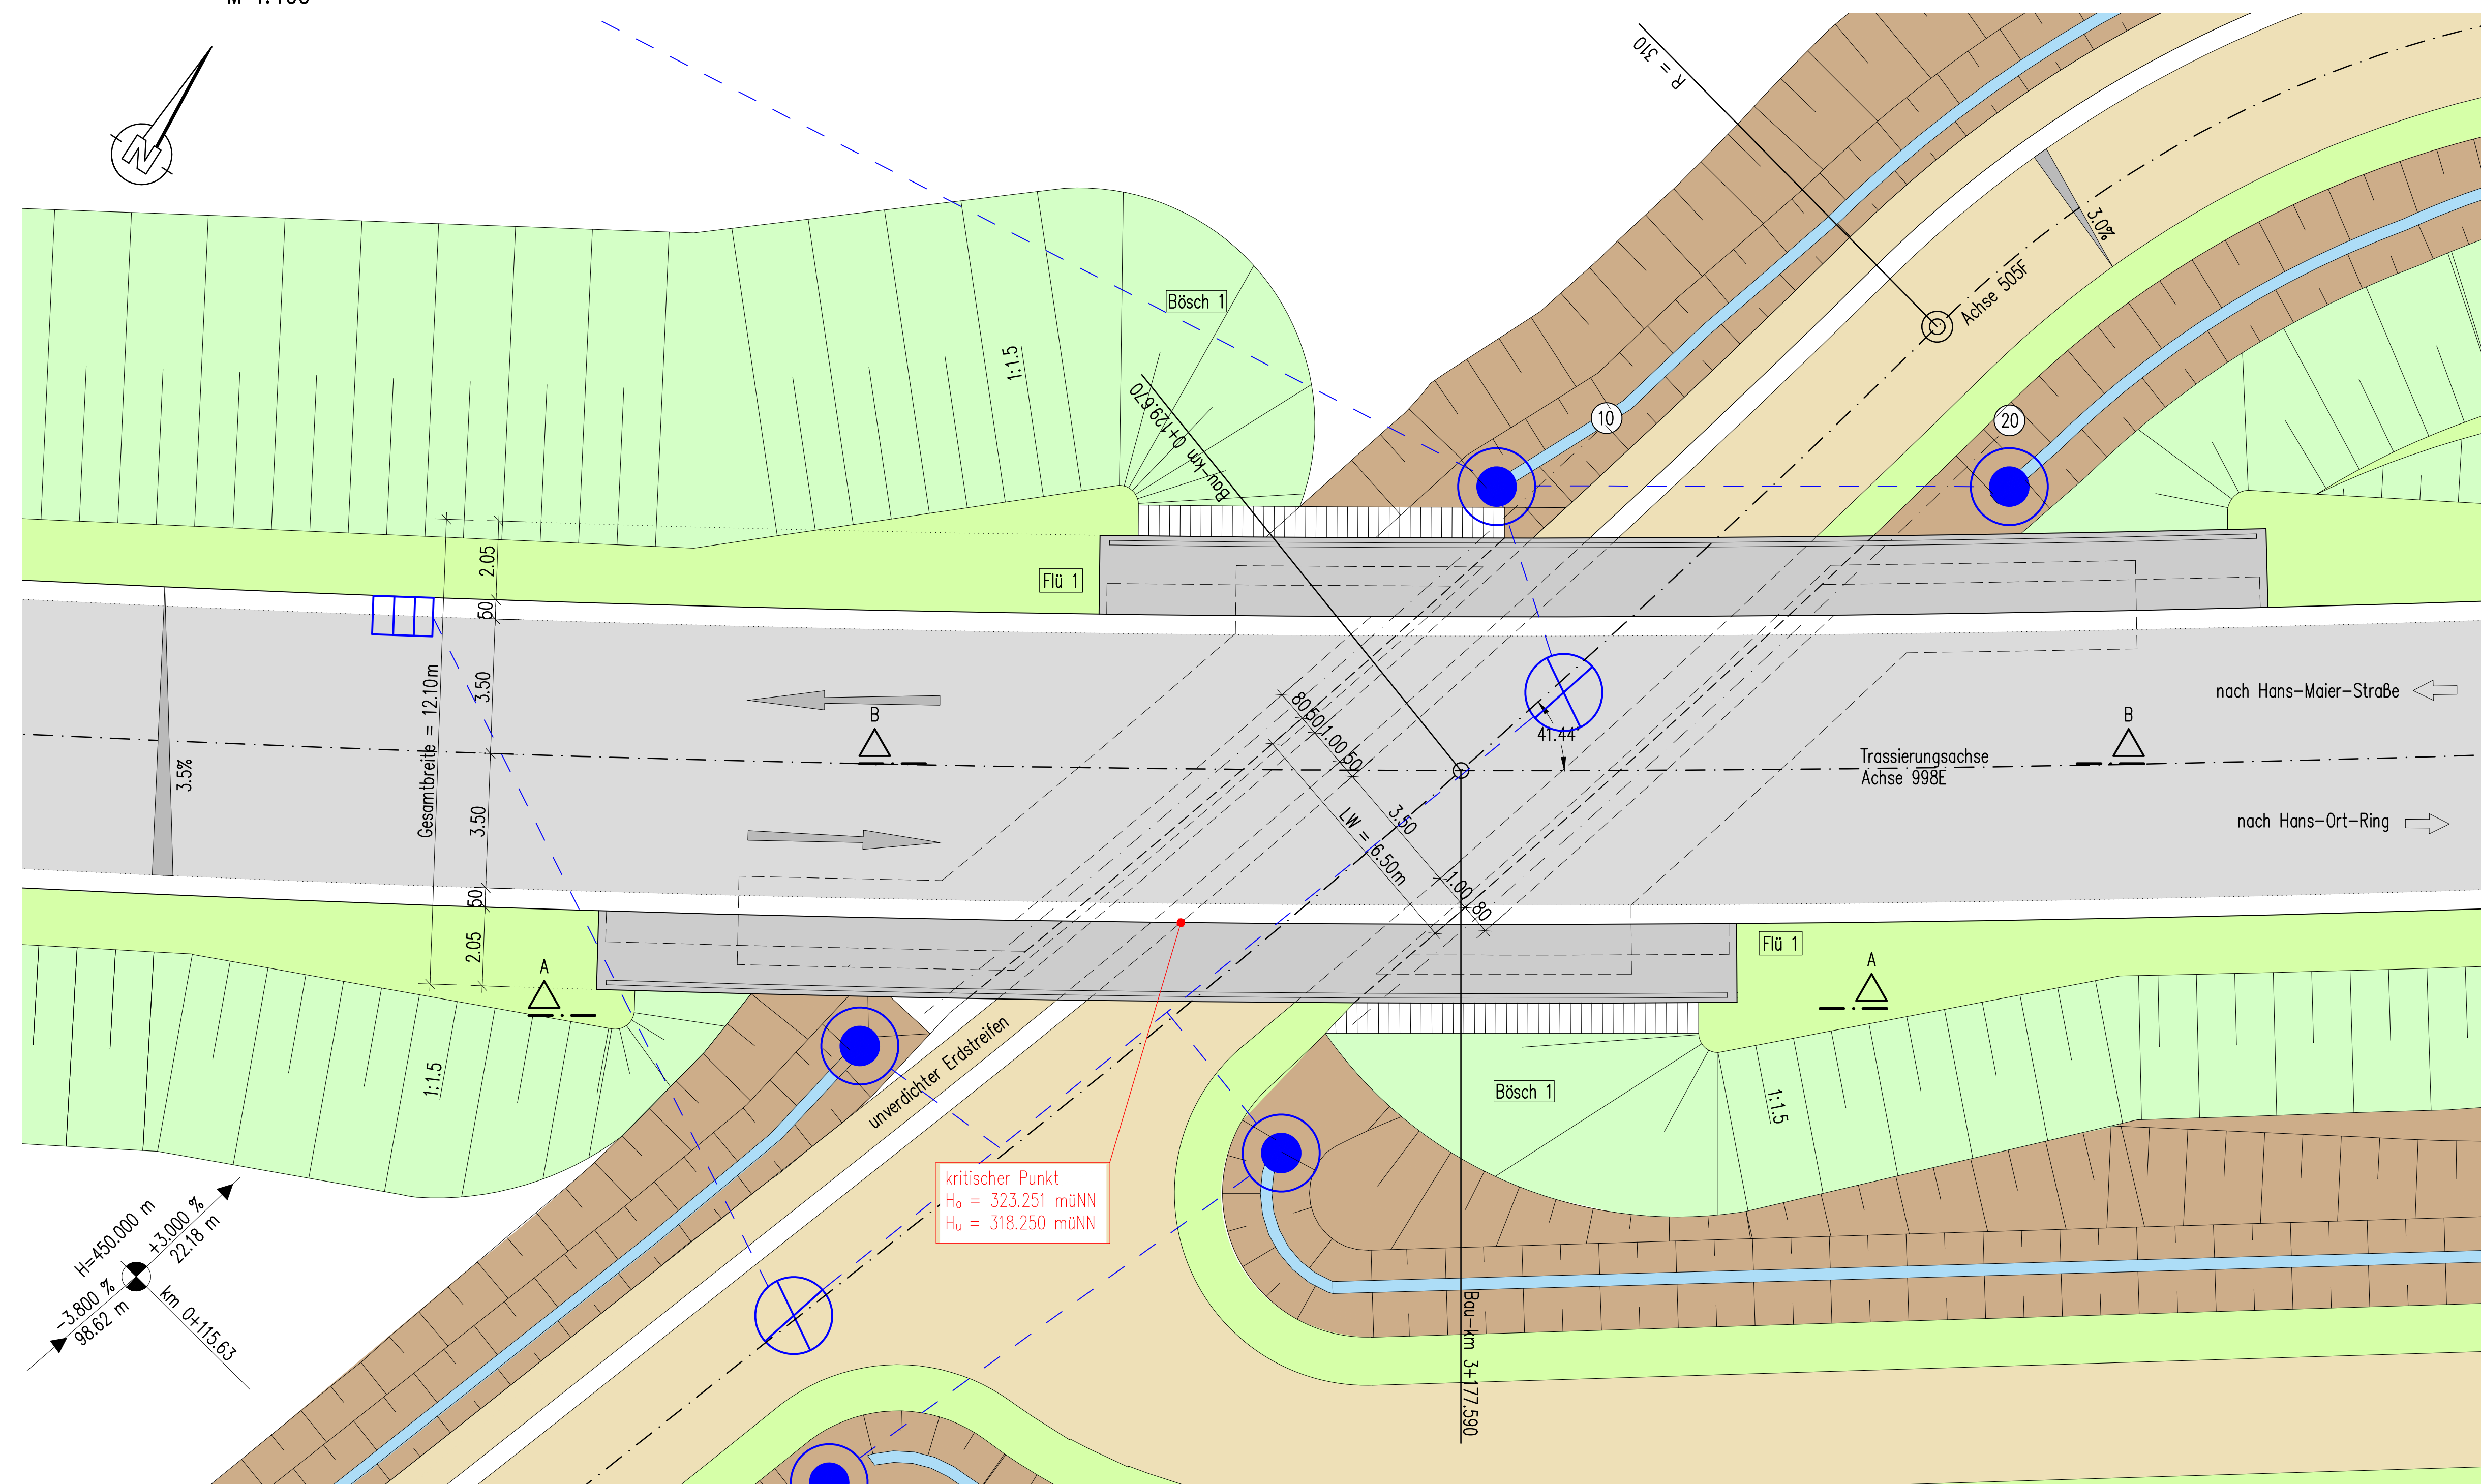 M 1:100
N
R = 310
3.0%
Achse 505F
Bösch 1
1:1.5
Bau-km 0+129.670
10
20
Flü 1
2.05
50
3.50
3.50
50
2.05
Gesamtbreite = 12.10m
3.5%
B
80
50
1.00
50
3.50
1.00
80
LW = 6.50m
41.44
nach Hans-Maier-Straße
B
Trassierungsachse
Achse 998E
nach Hans-Ort-Ring
Flü 1
A
A
1:1.5
unverdichter Erdstreifen
Bösch 1
1:1.5
kritischer Punkt
Ho = 323.251 müNN
Hu = 318.250 müNN
H=450.000 m
+3.000 %
22.18 m
-3.800 %
98.62 m
km 0+115.63
Bau-km 3+177.590